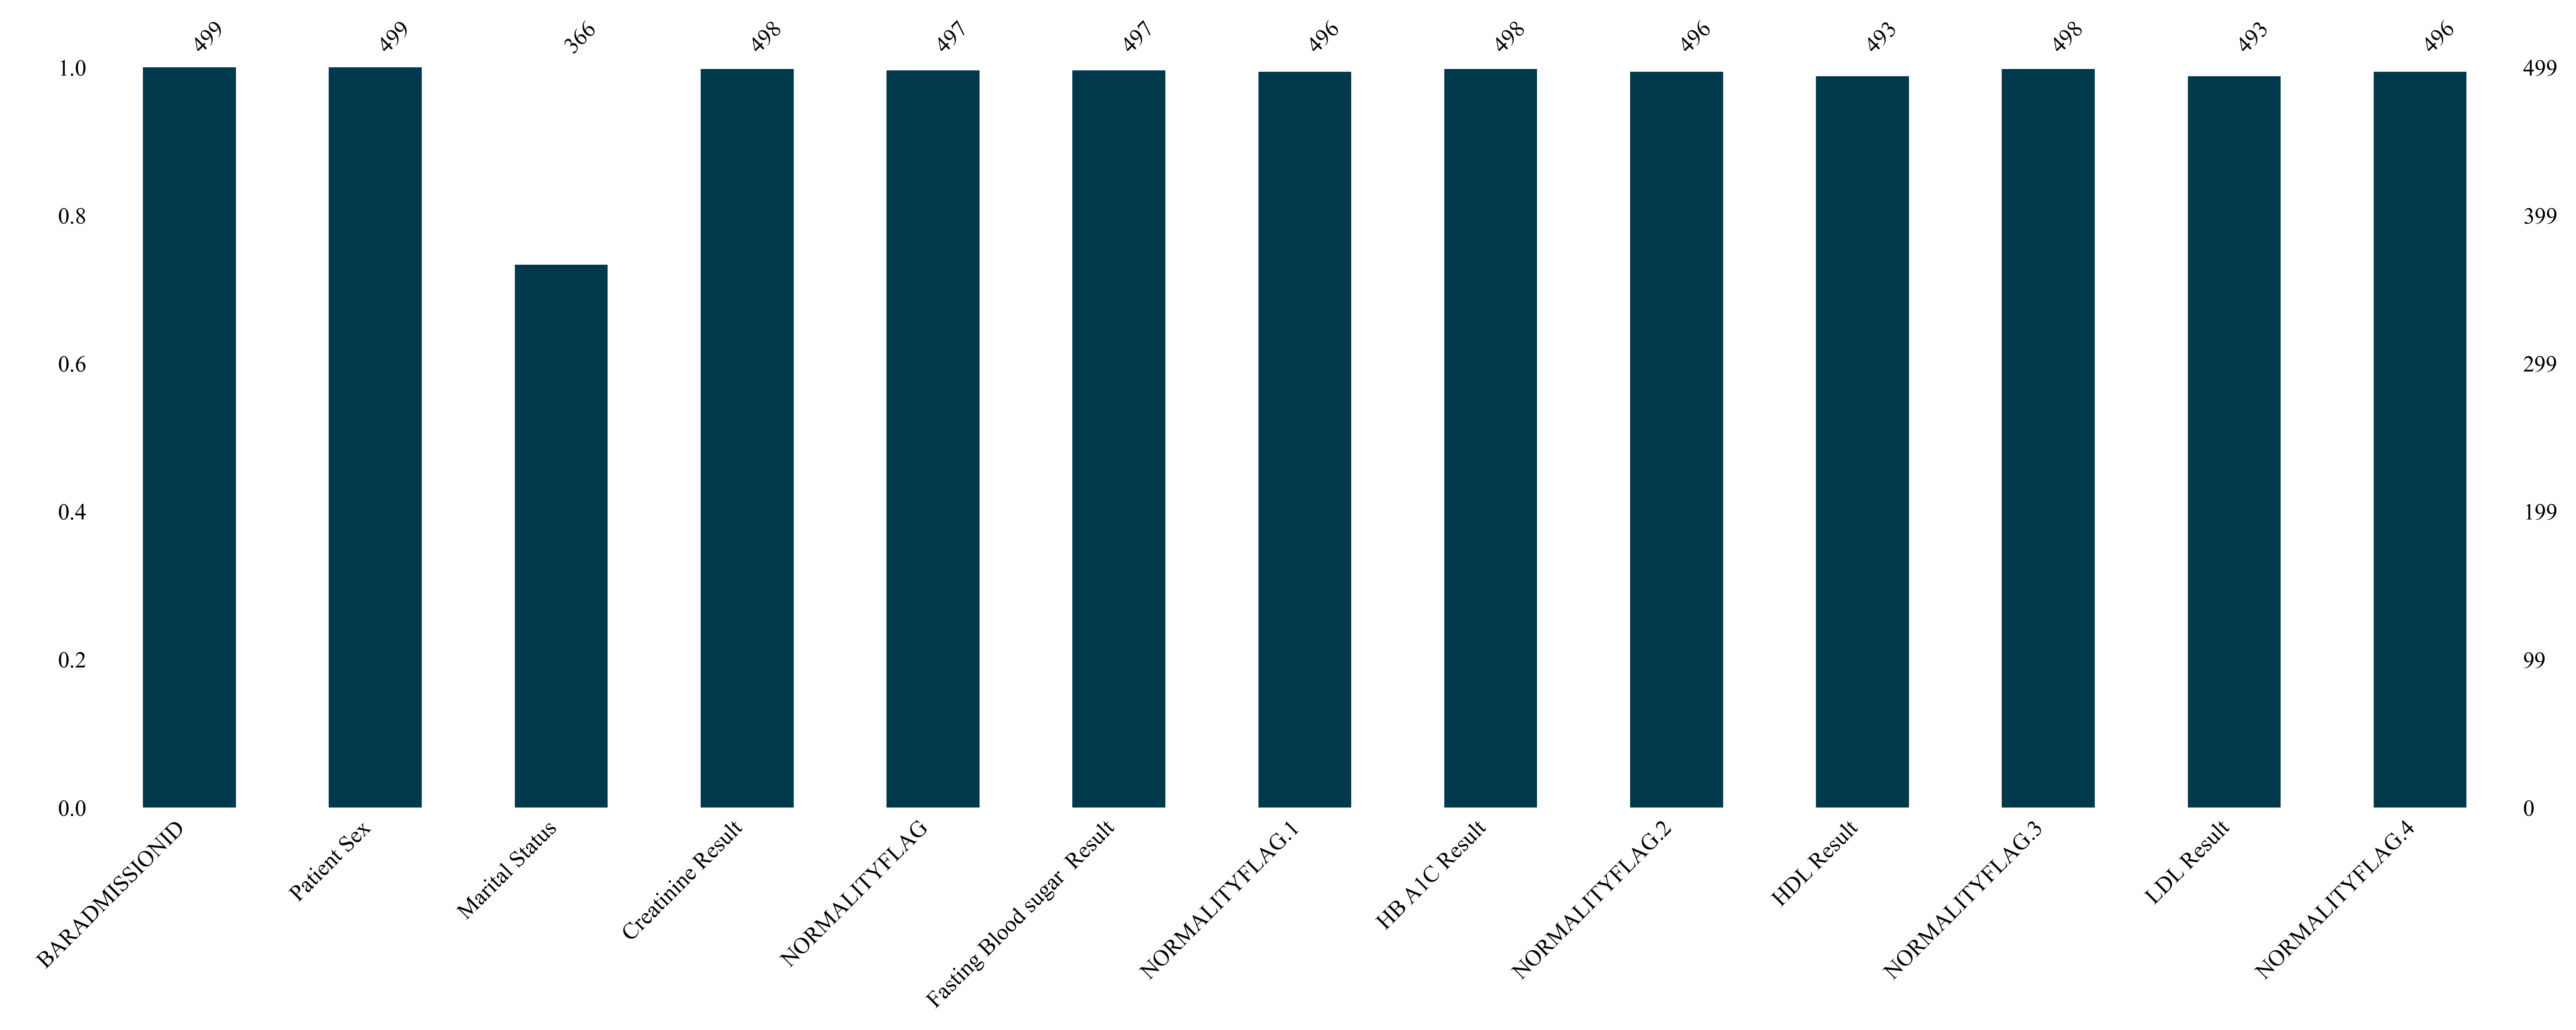 499 499 366 498 497 497 496 498 496 493 498 493 496
1.0 499
0.8 399
0.6 299
0.4 199
0.2 99
0.0 0
BARADMISSIONID
Patient Sex
Marital Status
Creatinine Result
NORMALITYFLAG
Fasting Blood sugar  Result
NORMALITYFLAG.1
HB A1C Result
NORMALITYFLAG.2
HDL Result
NORMALITYFLAG.3
LDL Result
NORMALITYFLAG.4